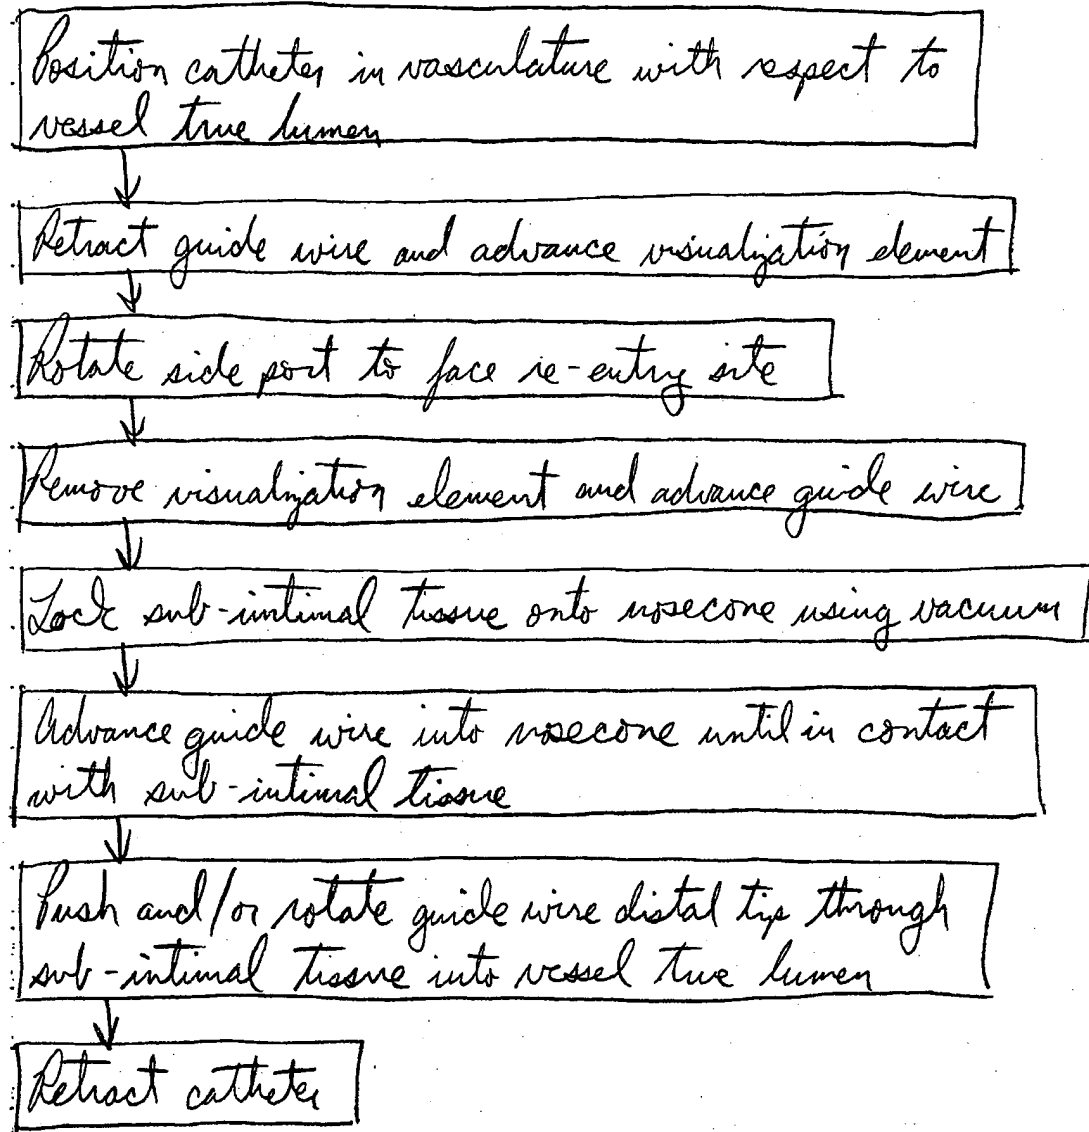 Position catheter in vasculature with respect to
vessel true lumen
Retract guide wire and advance visualization element
Rotate side port to face re-entry site
Remove visualization element and advance guide wire
Lock sub-intimal tissue onto nosecone using vacuum
Advance guide wire into nosecone until in contact
with sub-intimal tissue
Push and/or rotate guide wire distal tip through
sub-intimal tissue into vessel true lumen
Retract catheter